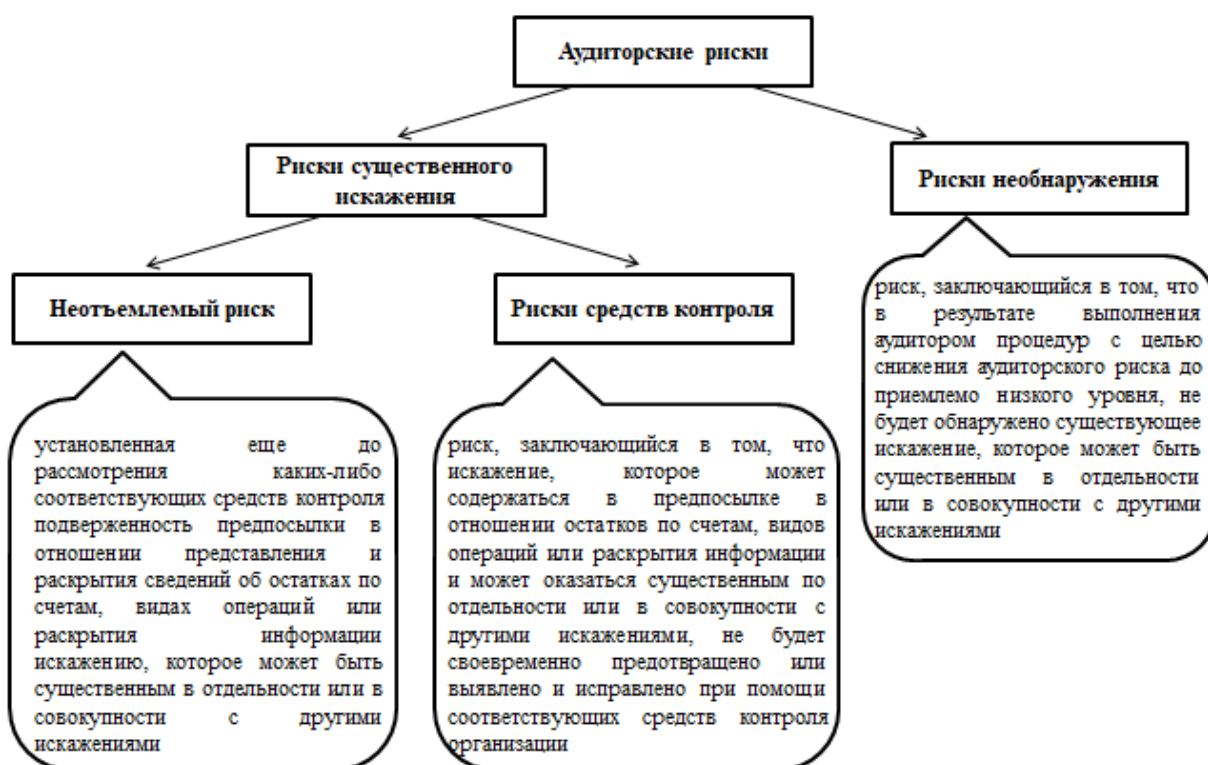 Аудиторские риски
Риски существенного
искажения
Риски необнаружения
Неотъемлемый риск
Риски средств контроля
установленная еще до
рассмотрения каких-либо
соответствующих средств контроля
подверженность предпосылки в
отношении представления и
раскрытия сведений об остатках по
счетам, видах операций или
раскрытия информации
искажению, которое может быть
существенным в отдельности или в
совокупности с другими
искажениями
риск, заключающийся в том, что
искажение, которое может
содержаться в предпосылке в
отношении остатков по счетам, видов
операций или раскрытия информации
и может оказаться существенным по
отдельности или в совокупности с
другими искажениями, не будет
своевременно предотвращено или
выявлено и исправлено при помощи
соответствующих средств контроля
организации
риск, заключающийся в том, что
в результате выполнения
аудитором процедур с целью
снижения аудиторского риска до
приемлемо низкого уровня, не
будет обнаружено существующее
искажение, которое может быть
существенным в отдельности
или в совокупности с другими
искажениями